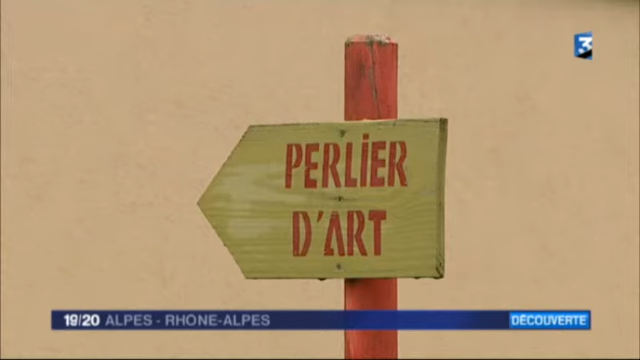 3
PERLiER
D'ART
19/20 ALPES - RHONE-ALPES
DÉCOUVERTE